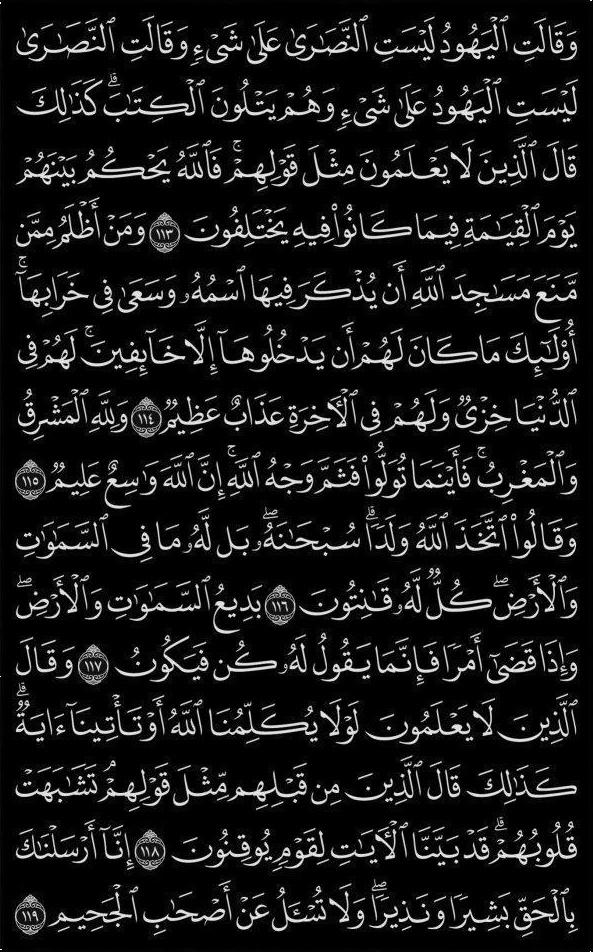 وَقَالَتِ ٱلۡيَهُودُ لَيۡسَتِ ٱلنَّصَٰرَىٰ عَلَىٰ شَيۡءٖ وَقَالَتِ ٱلنَّصَٰرَىٰ
لَيۡسَتِ ٱلۡيَهُودُ عَلَىٰ شَيۡءٖ وَهُمۡ يَتۡلُونَ ٱلۡكِتَٰبَۗ كَذَٰلِكَ
قَالَ ٱلَّذِينَ لَا يَعۡلَمُونَ مِثۡلَ قَوۡلِهِمۡۚ فَٱللَّهُ يَحۡكُمُ بَيۡنَهُمۡ
يَوۡمَ ٱلۡقِيَٰمَةِ فِيمَا كَانُواْ فِيهِ يَخۡتَلِفُونَ ١١٣ وَمَنۡ أَظۡلَمُ مِمَّن
مَّنَعَ مَسَٰجِدَ ٱللَّهِ أَن يُذۡكَرَ فِيهَا ٱسۡمُهُۥ وَسَعَىٰ فِي خَرَابِهَآۚ
أُوْلَٰٓئِكَ مَا كَانَ لَهُمۡ أَن يَدۡخُلُوهَآ إِلَّا خَآئِفِينَۚ لَهُمۡ فِي
ٱلدُّنۡيَا خِزۡيٞ وَلَهُمۡ فِي ٱلۡأٓخِرَةِ عَذَابٌ عَظِيمٞ ١١٤ وَلِلَّهِ ٱلۡمَشۡرِقُ
وَٱلۡمَغۡرِبُۚ فَأَيۡنَمَا تُوَلُّواْ فَثَمَّ وَجۡهُ ٱللَّهِۚ إِنَّ ٱللَّهَ وَٰسِعٌ عَلِيمٞ ١١٥
وَقَالُواْ ٱتَّخَذَ ٱللَّهُ وَلَدٗاۗ سُبۡحَٰنَهُۥۖ بَل لَّهُۥ مَا فِي ٱلسَّمَٰوَٰتِ
وَٱلۡأَرۡضِۖ كُلّٞ لَّهُۥ قَٰنِتُونَ ١١٦ بَدِيعُ ٱلسَّمَٰوَٰتِ وَٱلۡأَرۡضِۖ
وَإِذَا قَضَىٰٓ أَمۡرٗا فَإِنَّمَا يَقُولُ لَهُۥ كُن فَيَكُونُ ١١٧ وَقَالَ
ٱلَّذِينَ لَا يَعۡلَمُونَ لَوۡلَا يُكَلِّمُنَا ٱللَّهُ أَوۡ تَأۡتِينَآ ءَايَةٞۗ
كَذَٰلِكَ قَالَ ٱلَّذِينَ مِن قَبۡلِهِم مِّثۡلَ قَوۡلِهِمۡۘ تَشَٰبَهَتۡ
قُلُوبُهُمۡۗ قَدۡ بَيَّنَّا ٱلۡأٓيَٰتِ لِقَوۡمٖ يُوقِنُونَ ١١٨ إِنَّآ أَرۡسَلۡنَٰكَ
بِٱلۡحَقِّ بَشِيرٗا وَنَذِيرٗاۖ وَلَا تُسۡـَٔلُ عَنۡ أَصۡحَٰبِ ٱلۡجَحِيمِ ١١٩